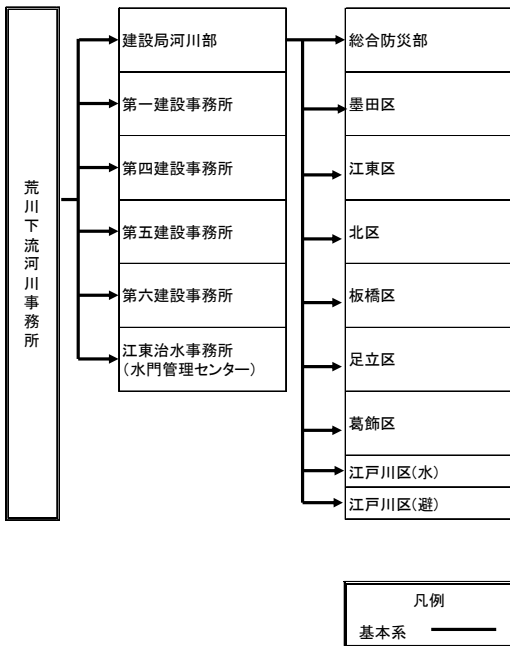 荒川下流河川事務所
建設局河川部
第一建設事務所
第四建設事務所
第五建設事務所
第六建設事務所
江東治水事務所
(水門管理センター)
総合防災部
墨田区
江東区
北区
板橋区
足立区
葛飾区
江戸川区(水)
江戸川区(避)
凡例
基本系